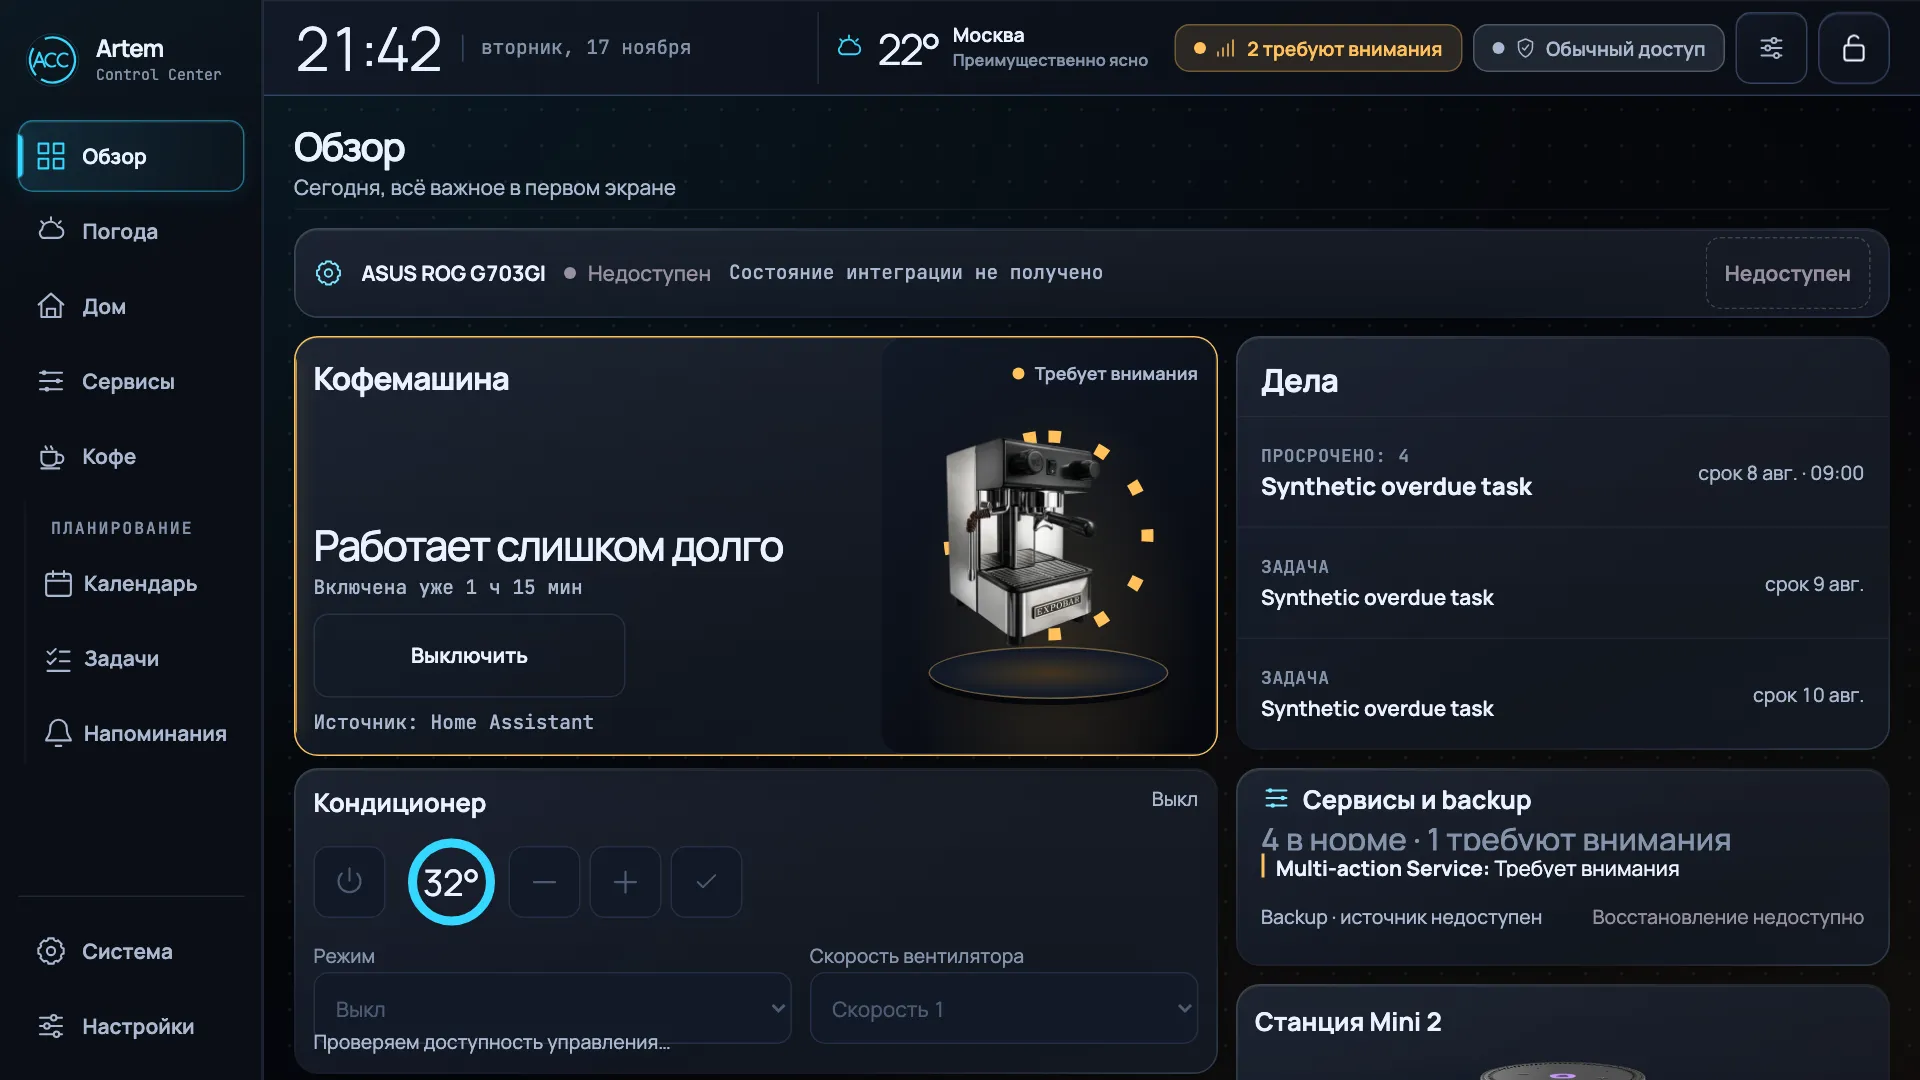 ACC
Artem
Control Center
Обзор
Погода
Дом
Сервисы
Кофе
ПЛАНИРОВАНИЕ
Календарь
Задачи
Напоминания
Система
Настройки
21:42
вторник, 17 ноября
22°
Москва
Преимущественно ясно
2 требуют внимания
Обычный доступ
Обзор
Сегодня, всё важное в первом экране
ASUS ROG G703GI
Недоступен
Состояние интеграции не получено
Недоступен
Кофемашина
Требует внимания
Работает слишком долго
Включена уже 1 ч 15 мин
Выключить
Источник: Home Assistant
EXPOBAR
Дела
ПРОСРОЧЕНО: 4
Synthetic overdue task
срок 8 авг. · 09:00
ЗАДАЧА
Synthetic overdue task
срок 9 авг.
ЗАДАЧА
Synthetic overdue task
срок 10 авг.
Кондиционер
Выкл
32°
Режим
Выкл
Скорость вентилятора
Скорость 1
Проверяем доступность управления...
Сервисы и backup
4 в норме · 1 требуют внимания
Multi-action Service: Требует внимания
Backup · источник недоступен
Восстановление недоступно
Станция Mini 2